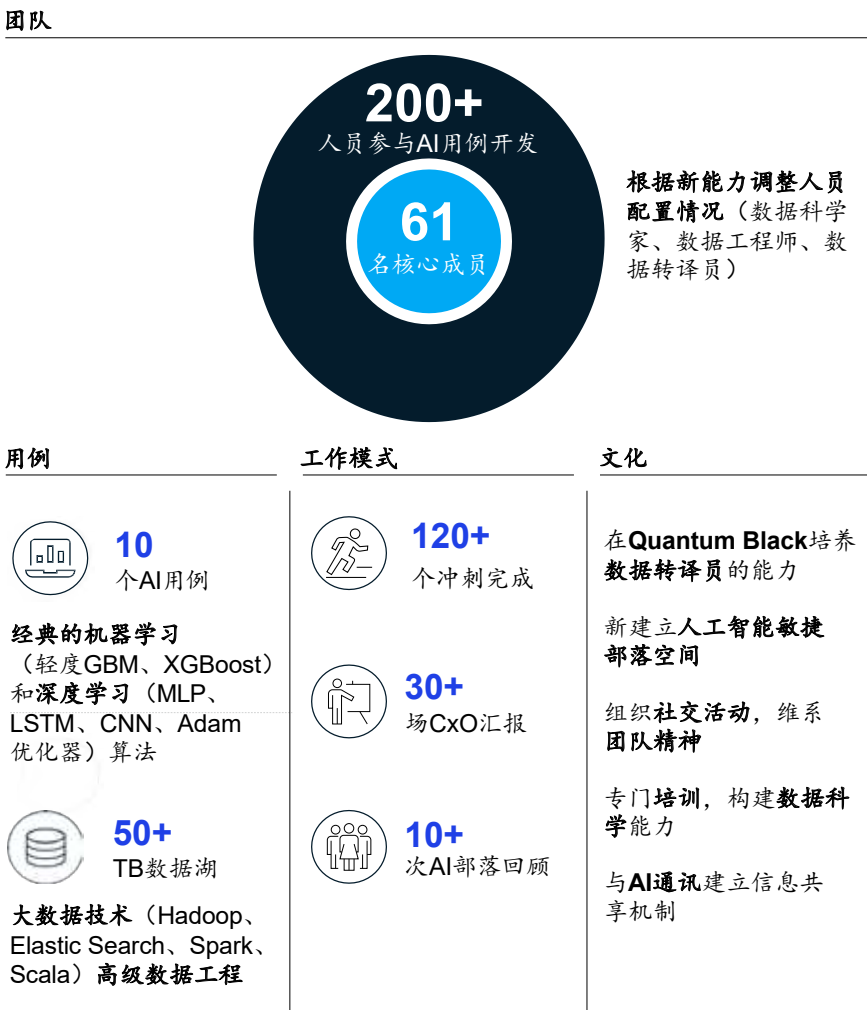 团队
200+
人员参与AI用例开发
61
名核心成员
根据新能力调整人员
配置情况（数据科学
家、数据工程师、数
据转译员）
用例
10
个AI用例
经典的机器学习
（轻度GBM、XGBoost）
和深度学习（MLP、
LSTM、CNN、Adam
优化器）算法
50+
TB数据湖
大数据技术（Hadoop、
Elastic Search、Spark、
Scala）高级数据工程
工作模式
120+
个冲刺完成
30+
场CxO汇报
10+
次AI部落回顾
文化
在Quantum Black培养
数据转译员的能力
新建立人工智能敏捷
部落空间
组织社交活动，维系
团队精神
专门培训，构建数据科
学能力
与AI通讯建立信息共
享机制